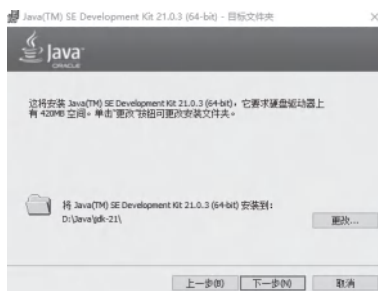 Java(TM) SE Development Kit 21.0.3 (64-bit) - 目标文件夹
Java
ORACLE
这将安装 Java(TM) SE Development Kit 21.0.3 (64-bit)，它要求硬盘驱动器上
有 420MB 空间。单击“更改”按钮可更改安装文件夹。
将 Java(TM) SE Development Kit 21.0.3 (64-bit) 安装到：
D:\Java\jdk-21\
更改...
上一步(B)
下一步(N)
取消